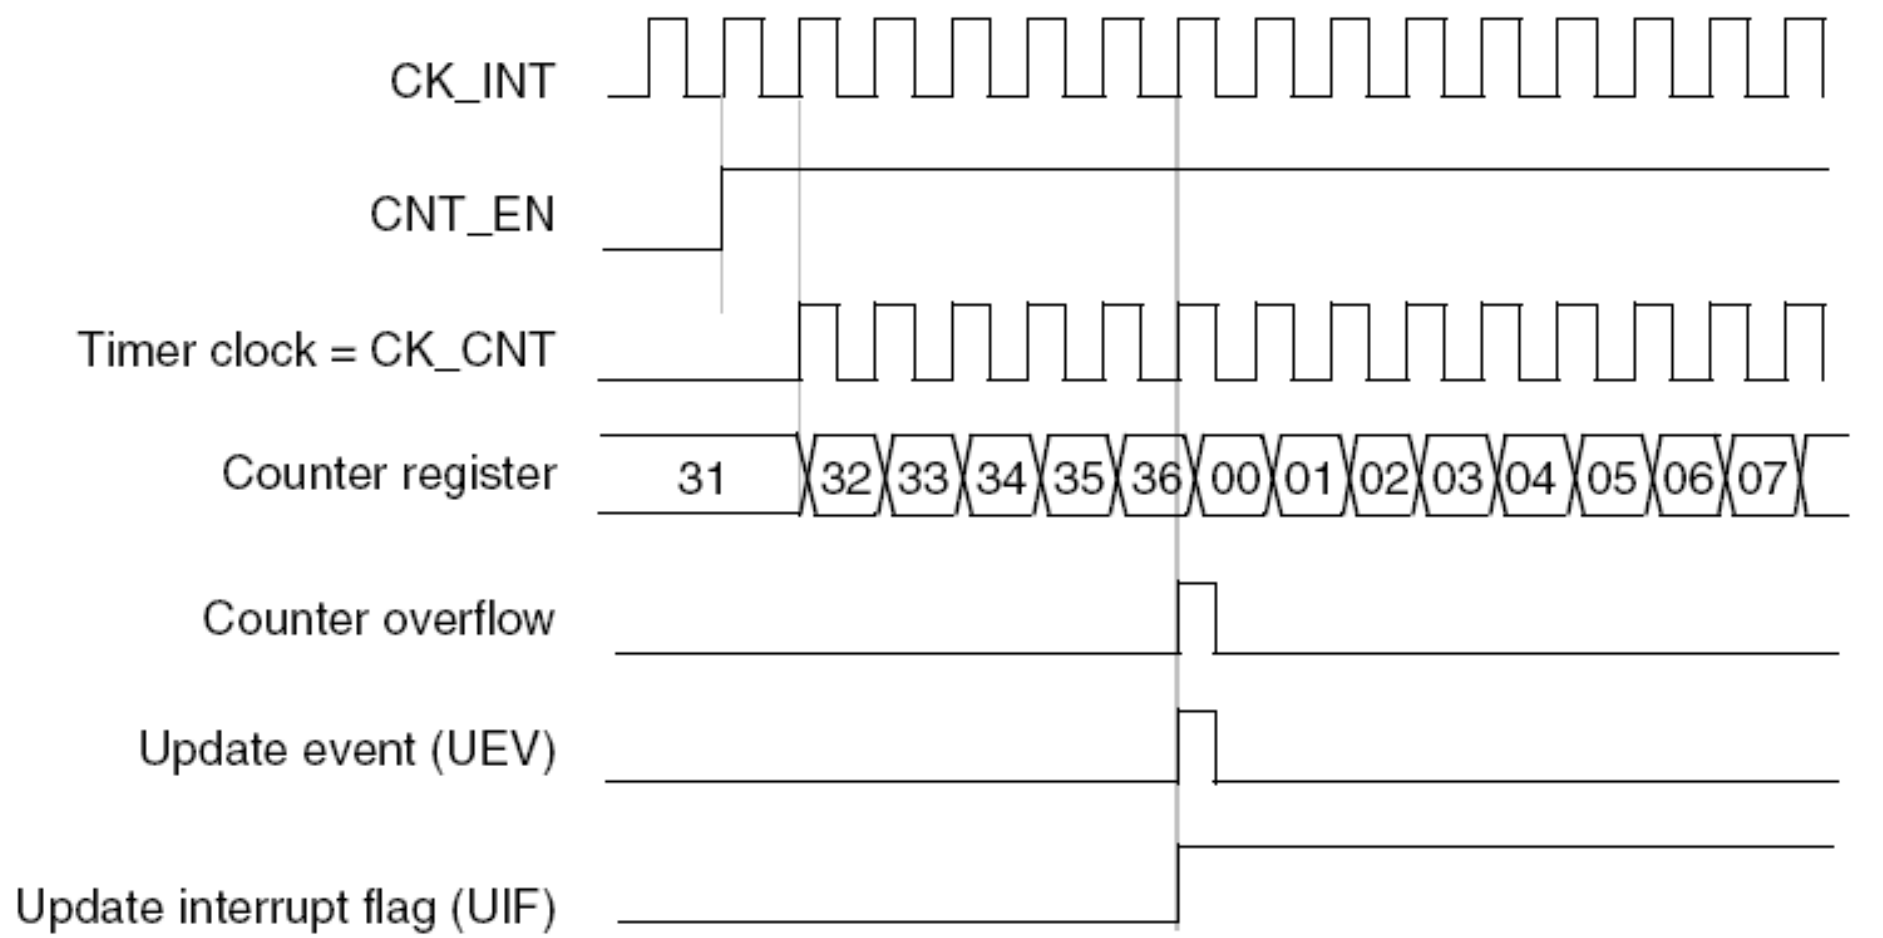 CK_INT
CNT_EN
Timer clock = CK_CNT
Counter register 31 32 33 34 35 36 00 01 02 03 04 05 06 07
Counter overflow
Update event (UEV)
Update interrupt flag (UIF)